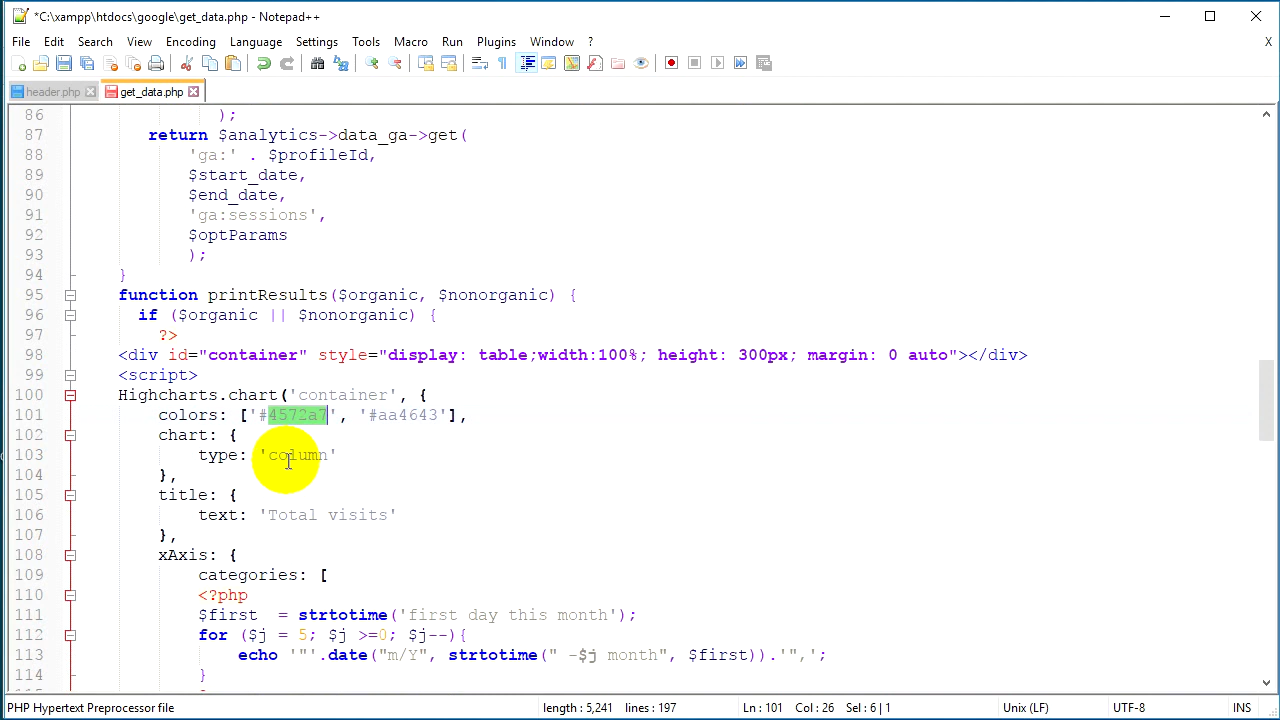 *C:\xampp\htdocs\google\get_data.php - Notepad++
File Edit Search View Encoding Language Settings Tools Macro Run Plugins Window ? X
header.php get_data.php
86 );
87 return $analytics->data_ga->get(
88 'ga:' . $profileId,
89 $start_date,
90 $end_date,
91 'ga:sessions',
92 $optParams
93 );
94 }
95 function printResults($organic, $nonorganic) {
96 if ($organic || $nonorganic) {
97 ?>
98 <div id="container" style="display: table;width:100%; height: 300px; margin: 0 auto"></div>
99 <script>
100 Highcharts.chart('container', {
101 colors: ['#4572a7', '#aa4643'],
102 chart: {
103 type: 'column'
104 },
105 title: {
106 text: 'Total visits'
107 },
108 xAxis: {
109 categories: [
110 <?php
111 $first  = strtotime('first day this month');
112 for ($j = 5; $j >=0; $j--){
113 echo '"'.date("m/Y", strtotime(" -$j month", $first)).'",';
114 }
PHP Hypertext Preprocessor file length : 5,241 lines : 197 Ln : 101 Col : 26 Sel : 6 | 1 Unix (LF) UTF-8 INS